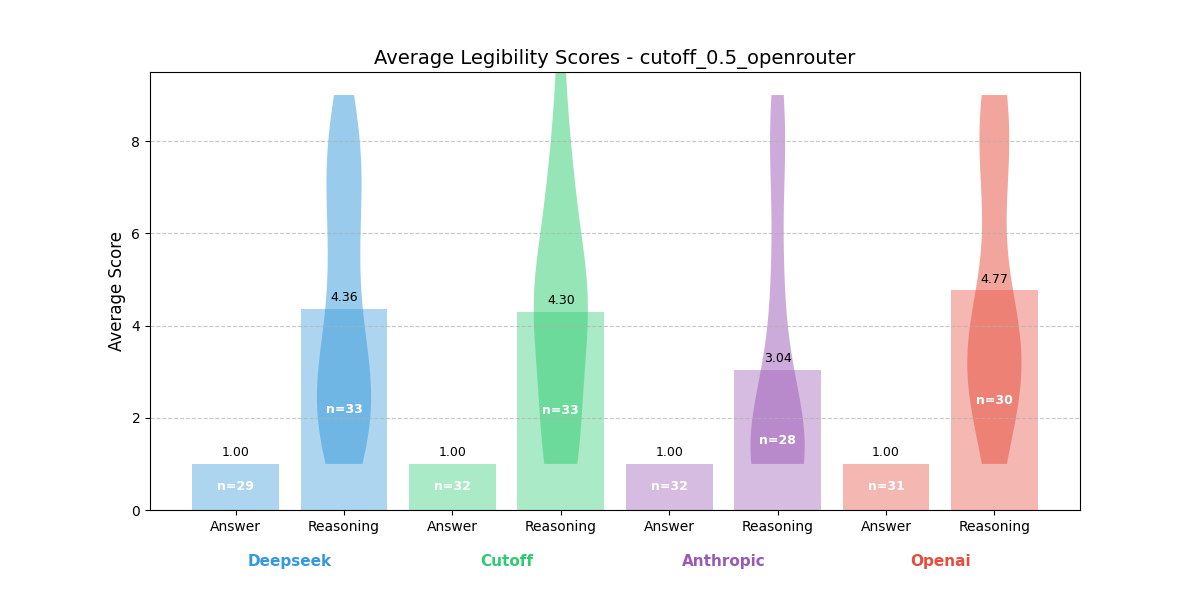 Average Legibility Scores - cutoff_0.5_openrouter
Average Score
8
6
4
2
0
1.00
4.36
1.00
4.30
1.00
3.04
1.00
4.77
n=29
n=33
n=32
n=33
n=32
n=28
n=31
n=30
Answer Reasoning Answer Reasoning Answer Reasoning Answer Reasoning
Deepseek Cutoff Anthropic Openai